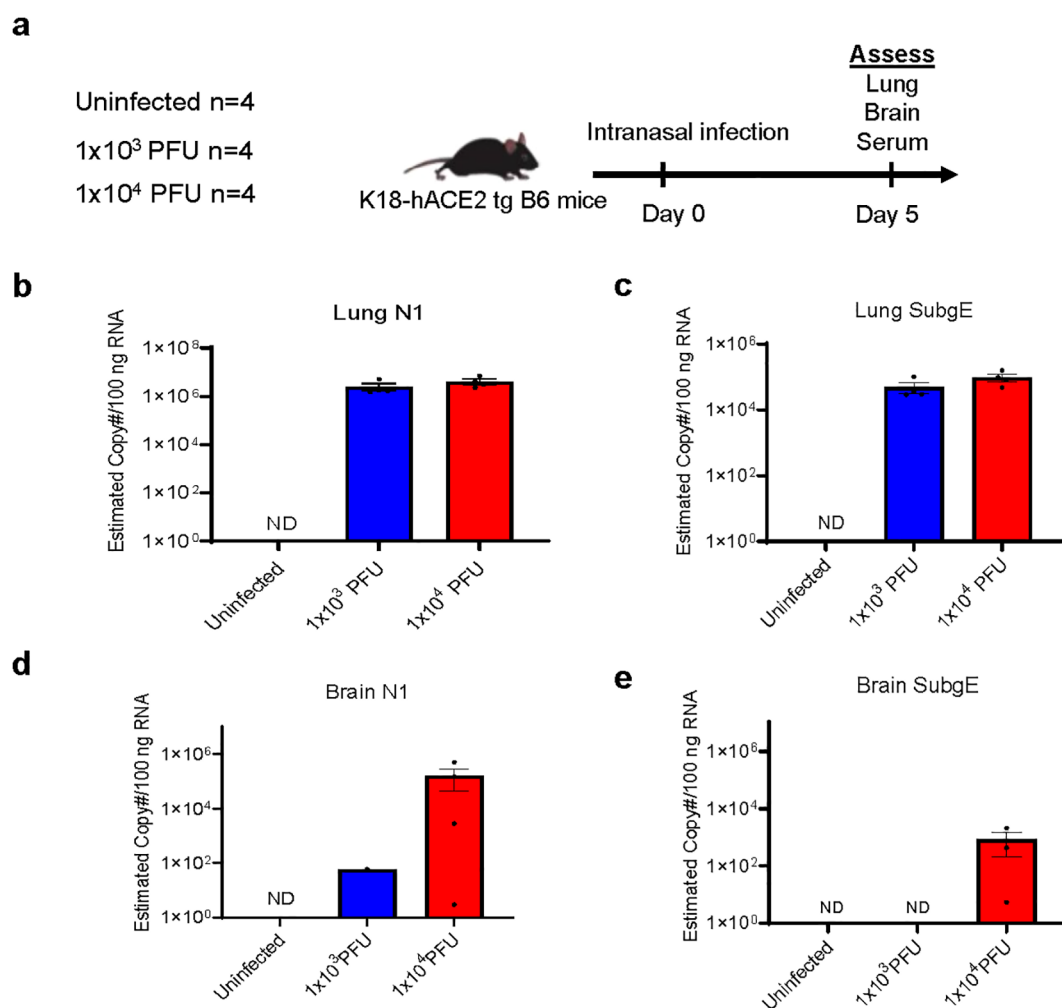 a
Uninfected n=4
1x10³ PFU n=4
1x10⁴ PFU n=4
K18-hACE2 tg B6 mice
Intranasal infection
Assess
Lung
Brain
Serum
Day 0
Day 5
b
Lung N1
Estimated Copy#/100 ng RNA
1×10⁸
1×10⁶
1×10⁴
1×10²
1×10⁰
ND
Uninfected
1x10³ PFU
1x10⁴ PFU
c
Lung SubgE
Estimated Copy#/100 ng RNA
1×10⁶
1×10⁴
1×10²
1×10⁰
ND
Uninfected
1x10³ PFU
1x10⁴ PFU
d
Brain N1
Estimated Copy#/100 ng RNA
1×10⁶
1×10⁴
1×10²
1×10⁰
ND
Uninfected
1x10³PFU
1x10⁴PFU
e
Brain SubgE
Estimated Copy#/100 ng RNA
1×10⁶
1×10⁴
1×10²
1×10⁰
ND
ND
Uninfected
1x10³PFU
1x10⁴PFU